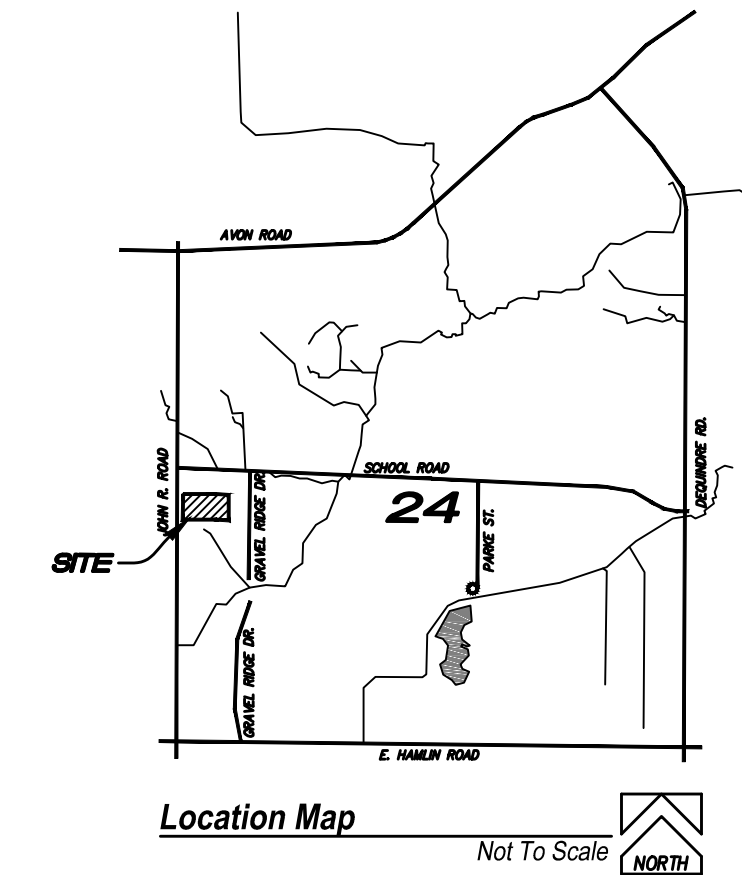 AVON ROAD
JOHN R. ROAD
SCHOOL ROAD
DEQUINDRE RD.
GRAVEL RIDGE DR.
24
PARKE ST.
SITE
GRAVEL RIDGE DR.
E. HAMLIN ROAD
Location Map
Not To Scale
NORTH